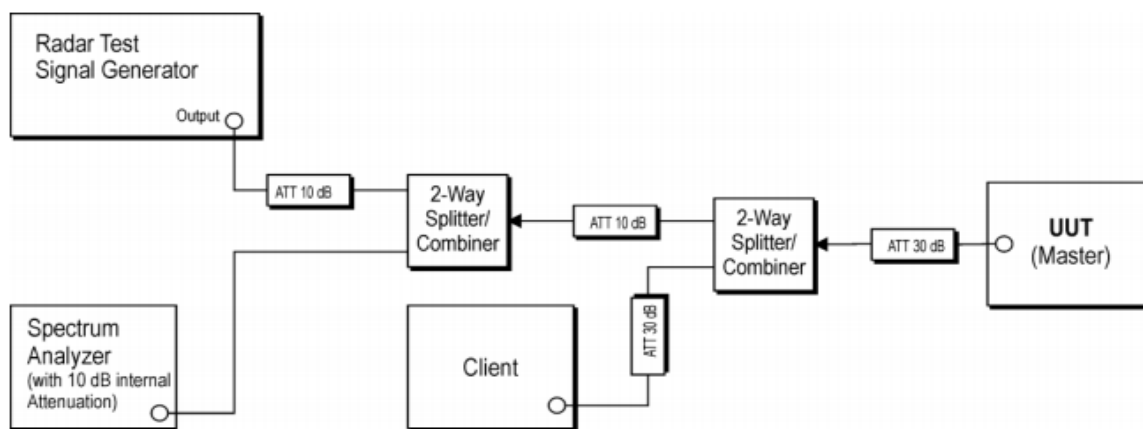 Radar Test
Signal Generator
Output
ATT 10 dB
2-Way
Splitter/
Combiner
ATT 10 dB
2-Way
Splitter/
Combiner
ATT 30 dB
UUT
(Master)
Spectrum
Analyzer
(with 10 dB internal
Attenuation)
Client
ATT 30 dB